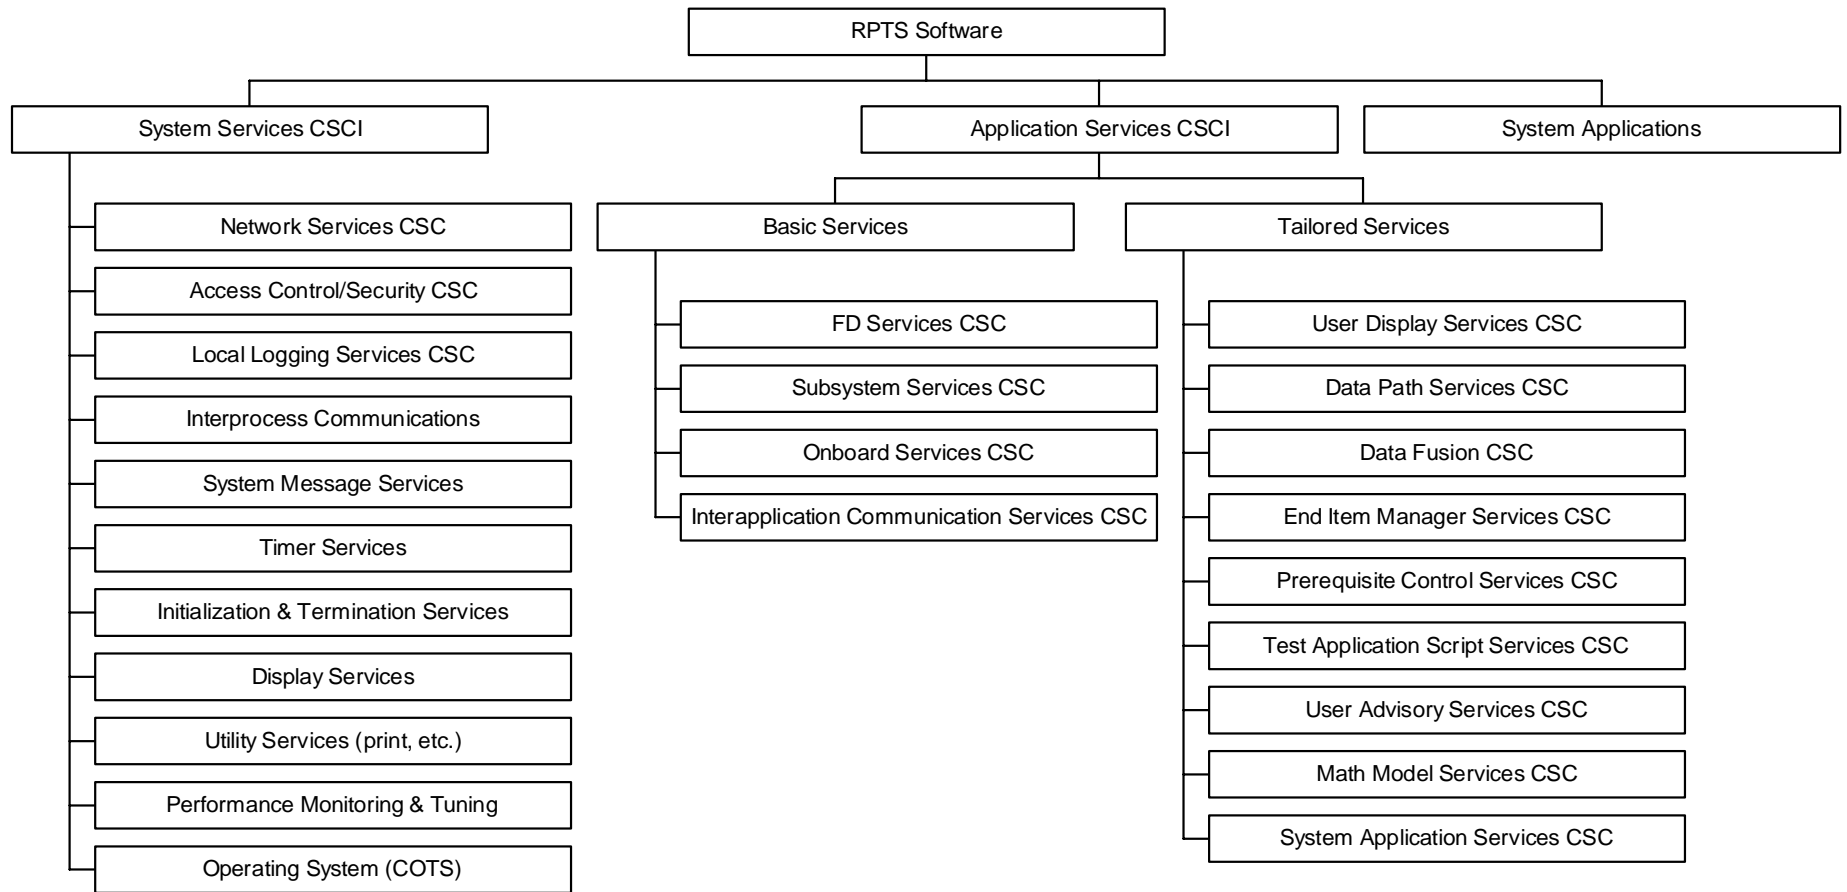 RPTS Software
System Services CSCI
Application Services CSCI
System Applications
Network Services CSC
Access Control/Security CSC
Local Logging Services CSC
Interprocess Communications
System Message Services
Timer Services
Initialization & Termination Services
Display Services
Utility Services (print, etc.)
Performance Monitoring & Tuning
Operating System (COTS)
Basic Services
FD Services CSC
Subsystem Services CSC
Onboard Services CSC
Interapplication Communication Services CSC
Tailored Services
User Display Services CSC
Data Path Services CSC
Data Fusion CSC
End Item Manager Services CSC
Prerequisite Control Services CSC
Test Application Script Services CSC
User Advisory Services CSC
Math Model Services CSC
System Application Services CSC